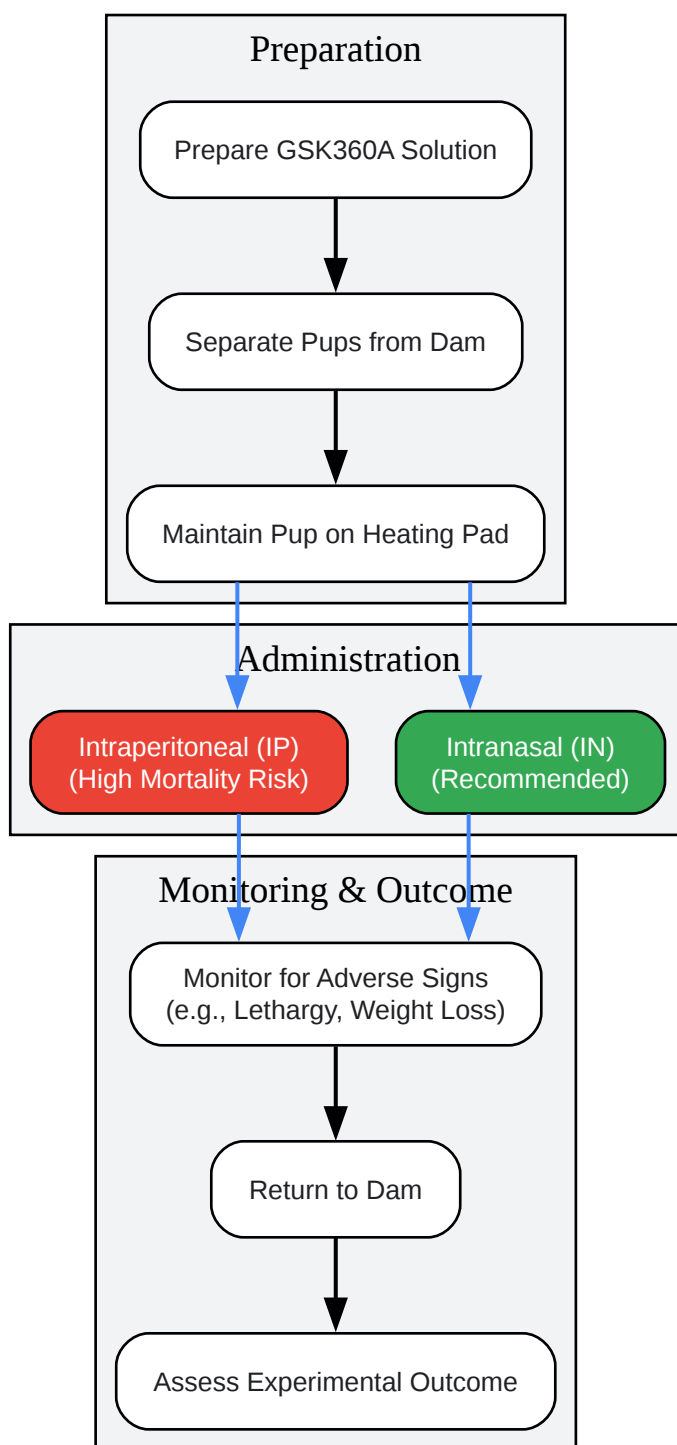 Preparation
Prepare GSK360A Solution
Separate Pups from Dam
Maintain Pup on Heating Pad
Administration
Intraperitoneal (IP)
(High Mortality Risk)
Intranasal (IN)
(Recommended)
Monitoring & Outcome
Monitor for Adverse Signs
(e.g., Lethargy, Weight Loss)
Return to Dam
Assess Experimental Outcome